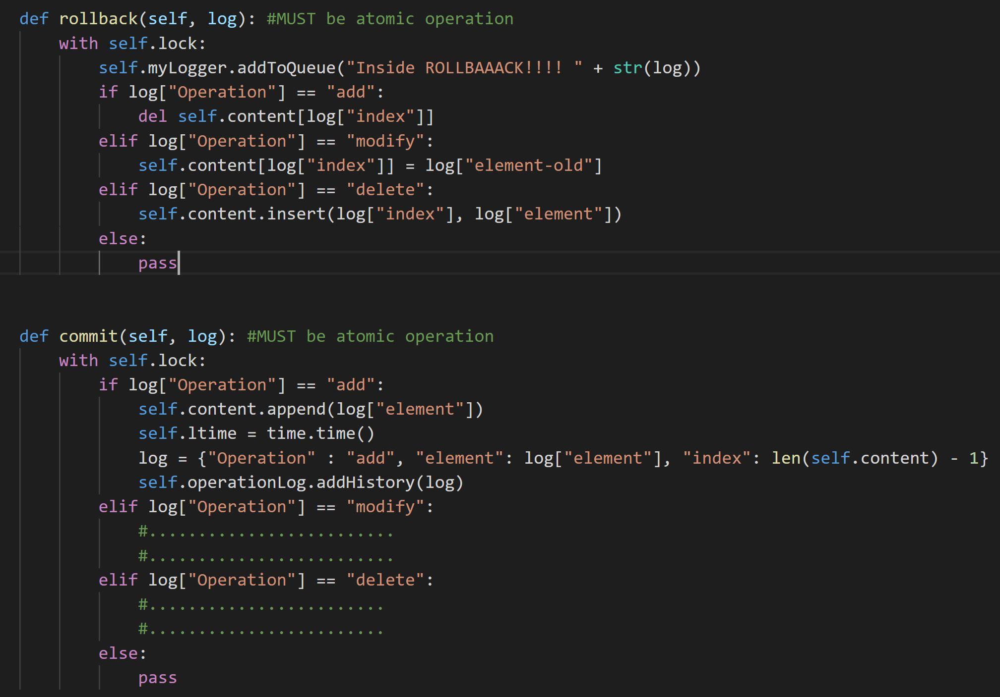 def rollback(self, log): #MUST be atomic operation
    with self.lock:
        self.myLogger.addToQueue("Inside ROLLBAAACK!!!! " + str(log))
        if log["Operation"] == "add":
            del self.content[log["index"]]
        elif log["Operation"] == "modify":
            self.content[log["index"]] = log["element-old"]
        elif log["Operation"] == "delete":
            self.content.insert(log["index"], log["element"])
        else:
            pass
def commit(self, log): #MUST be atomic operation
    with self.lock:
        if log["Operation"] == "add":
            self.content.append(log["element"])
            self.ltime = time.time()
            log = {"Operation" : "add", "element": log["element"], "index": len(self.content) - 1}
            self.operationLog.addHistory(log)
        elif log["Operation"] == "modify":
            #.........................
            #.........................
        elif log["Operation"] == "delete":
            #........................
            #........................
        else:
            pass